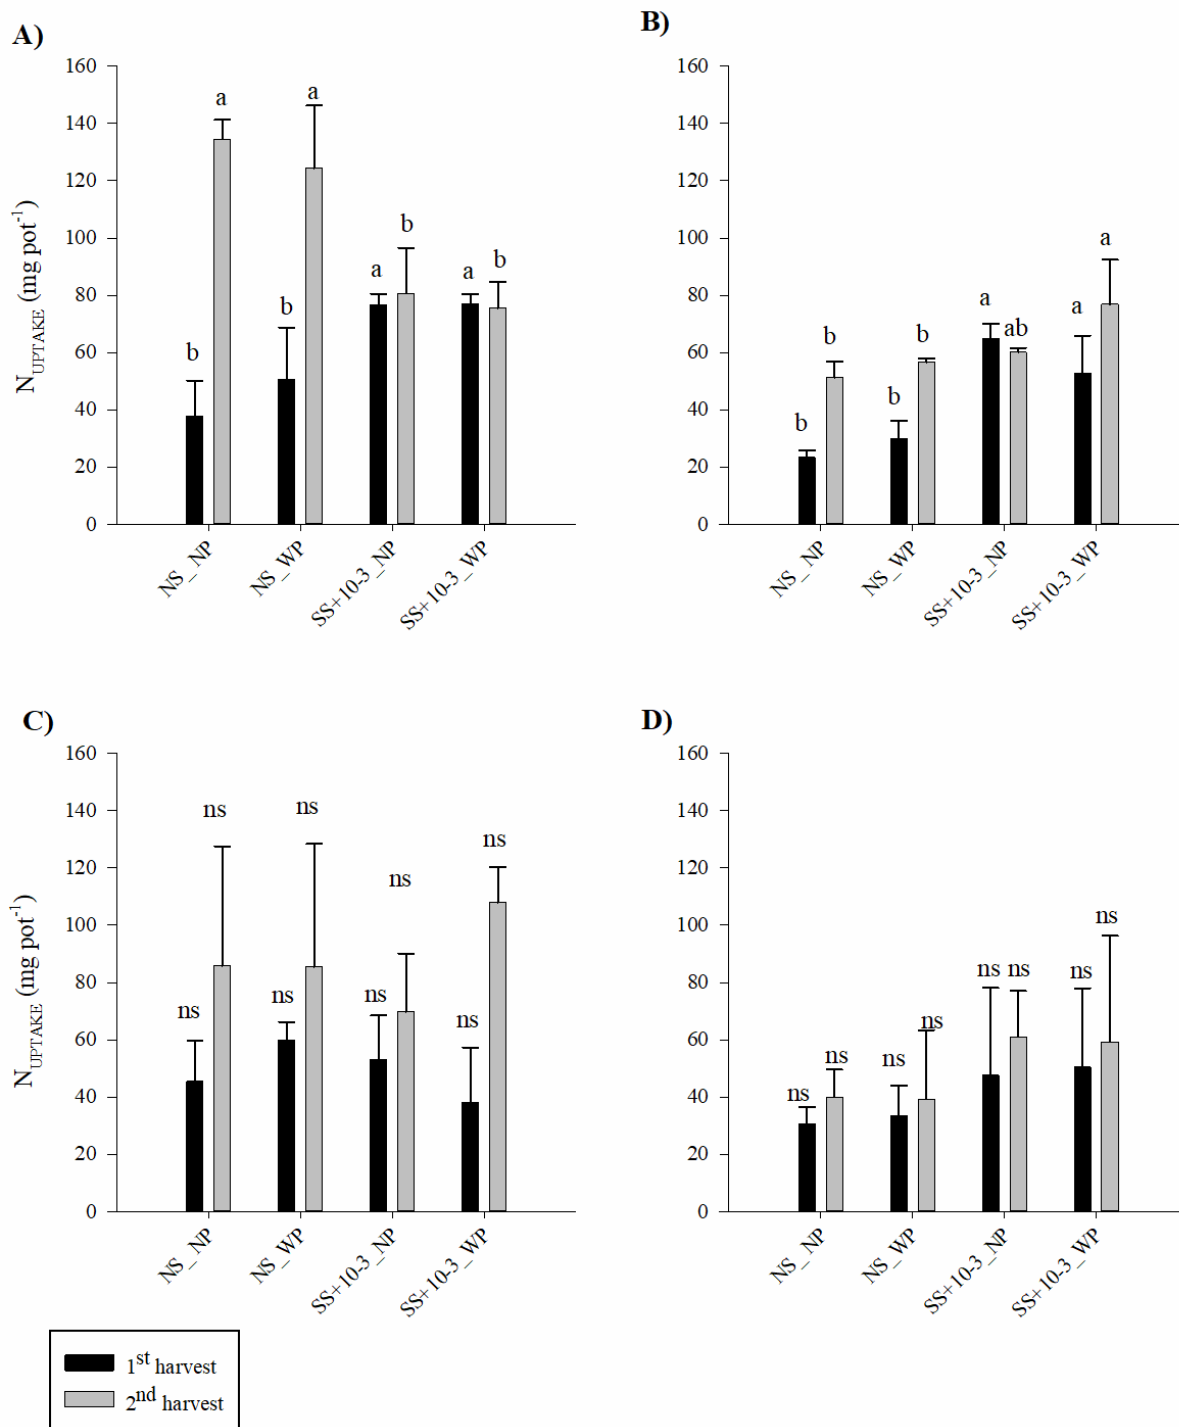 A)
160
140
120
100
80
60
40
20
0
N_UPTAKE (mg pot⁻¹)
b
a
b
a
a
b
a
b
NS_NP
NS_WP
SS+10-3_NP
SS+10-3_WP
B)
160
140
120
100
80
60
40
20
0
b
b
b
b
a
ab
a
a
NS_NP
NS_WP
SS+10-3_NP
SS+10-3_WP
C)
160
140
120
100
80
60
40
20
0
N_UPTAKE (mg pot⁻¹)
ns
ns
ns
ns
ns
ns
ns
ns
NS_NP
NS_WP
SS+10-3_NP
SS+10-3_WP
D)
160
140
120
100
80
60
40
20
0
ns
ns
ns
ns
ns
ns
ns
ns
NS_NP
NS_WP
SS+10-3_NP
SS+10-3_WP
1st harvest
2nd harvest